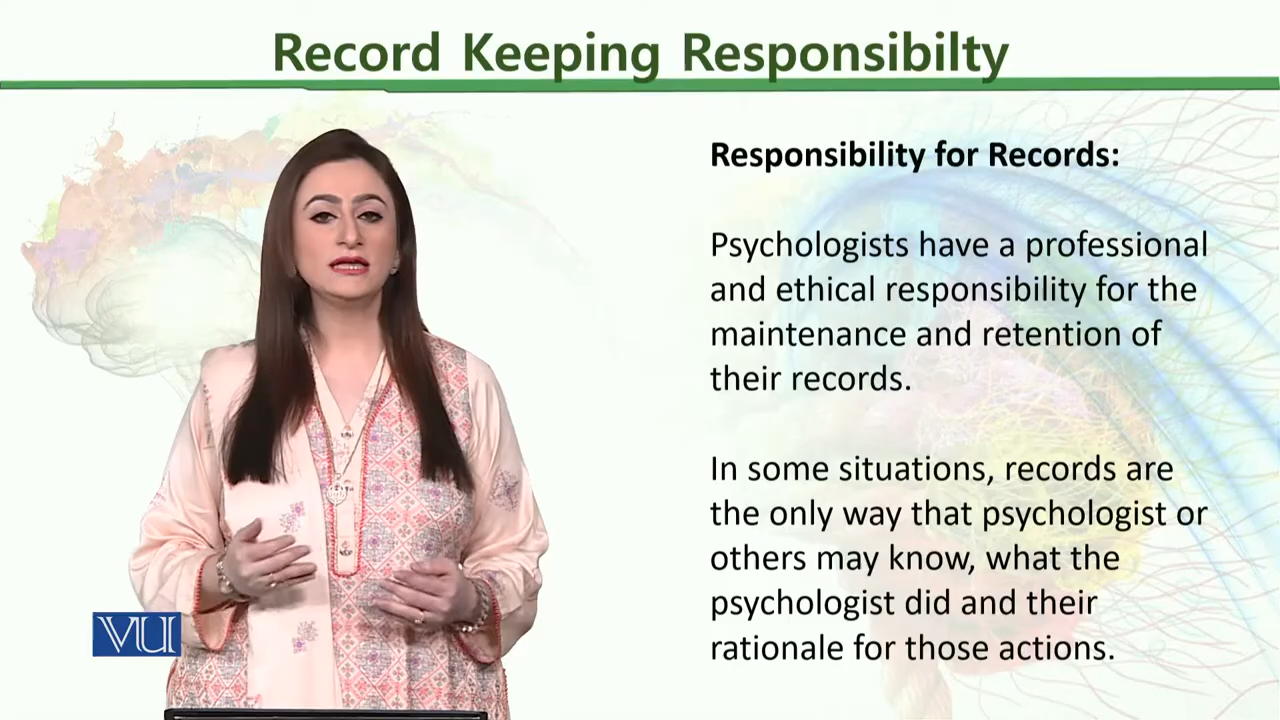 Record Keeping Responsibilty
Responsibility for Records:
Psychologists have a professional
and ethical responsibility for the
maintenance and retention of
their records.
In some situations, records are
the only way that psychologist or
others may know, what the
psychologist did and their
rationale for those actions.
VU